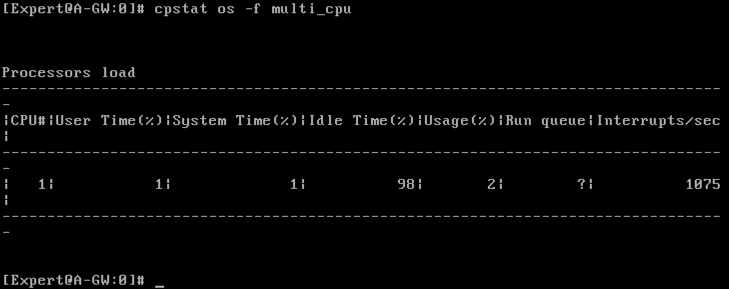 [Expert@A-GW:0]# cpstat os -f multi_cpu
Processors load
---------------------------------------------------------------------------------
-
|CPU#|User Time(%)|System Time(%)|Idle Time(%)|Usage(%)|Run queue|Interrupts/sec
|
---------------------------------------------------------------------------------
-
|   1|           1|             1|          98|       2|        ?|          1075
|
---------------------------------------------------------------------------------
-
[Expert@A-GW:0]# _